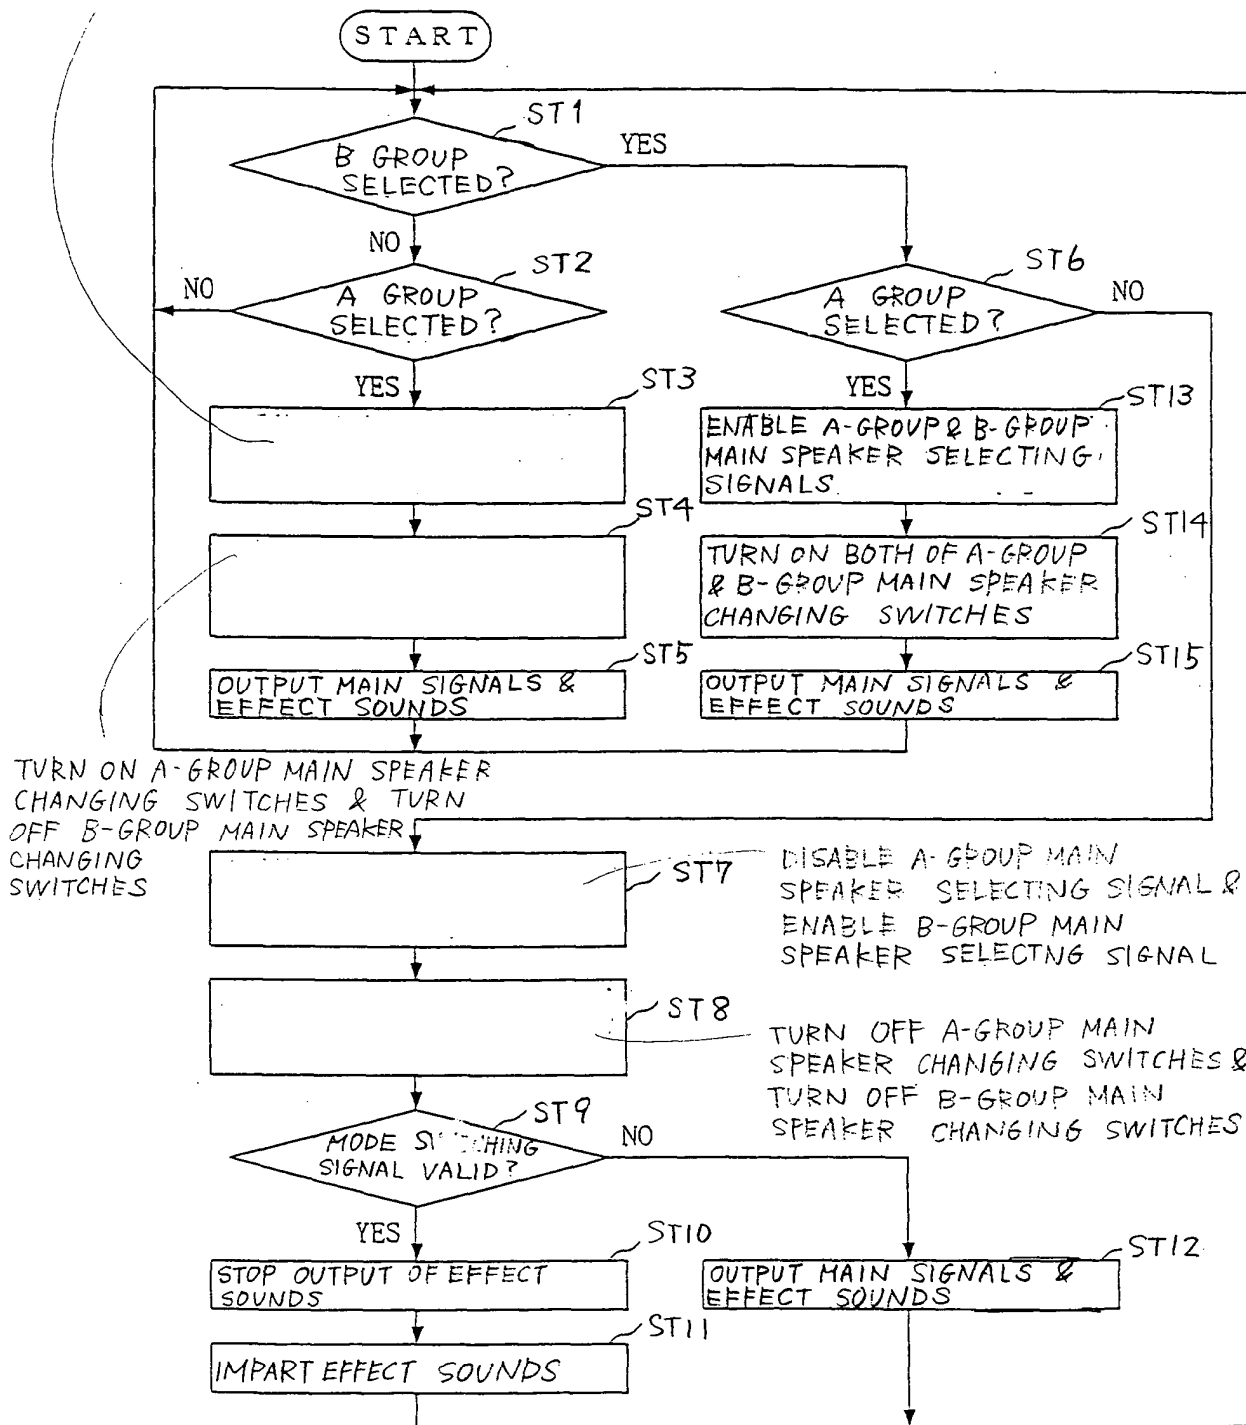 START
ST1
YES
B GROUP
SELECTED?
NO
ST2
NO
A GROUP
SELECTED?
YES
ST6
NO
A GROUP
SELECTED?
YES
ST3
ST13
ENABLE A-GROUP & B-GROUP
MAIN SPEAKER SELECTING
SIGNALS
ST4
ST14
TURN ON BOTH OF A-GROUP
& B-GROUP MAIN SPEAKER
CHANGING SWITCHES
ST5
OUTPUT MAIN SIGNALS &
EFFECT SOUNDS
ST15
OUTPUT MAIN SIGNALS &
EFFECT SOUNDS
TURN ON A-GROUP MAIN SPEAKER
CHANGING SWITCHES & TURN
OFF B-GROUP MAIN SPEAKER
CHANGING
SWITCHES
ST7
DISABLE A-GROUP MAIN
SPEAKER SELECTING SIGNAL &
ENABLE B-GROUP MAIN
SPEAKER SELECTNG SIGNAL
ST8
TURN OFF A-GROUP MAIN
SPEAKER CHANGING SWITCHES &
TURN OFF B-GROUP MAIN
SPEAKER CHANGING SWITCHES
ST9
NO
MODE SWITCHING
SIGNAL VALID?
YES
ST10
STOP OUTPUT OF EFFECT
SOUNDS
ST12
OUTPUT MAIN SIGNALS &
EFFECT SOUNDS
ST11
IMPART EFFECT SOUNDS